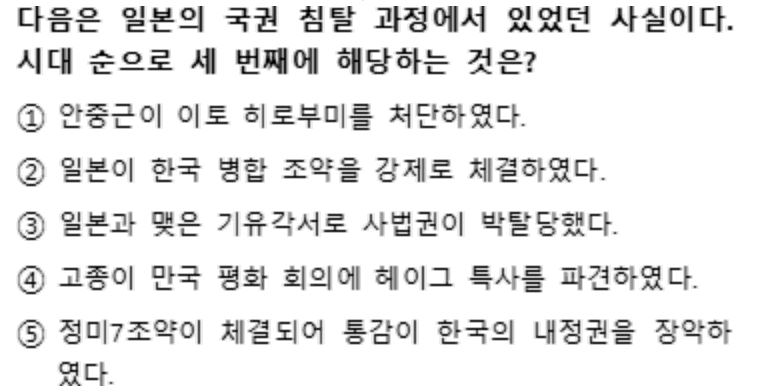 다음은 일본의 국권 침탈 과정에서 있었던 사실이다.
시대 순으로 세 번째에 해당하는 것은?
① 안중근이 이토 히로부미를 처단하였다.
② 일본이 한국 병합 조약을 강제로 체결하였다.
③ 일본과 맺은 기유각서로 사법권이 박탈당했다.
④ 고종이 만국 평화 회의에 헤이그 특사를 파견하였다.
⑤ 정미7조약이 체결되어 통감이 한국의 내정권을 장악하
였다.